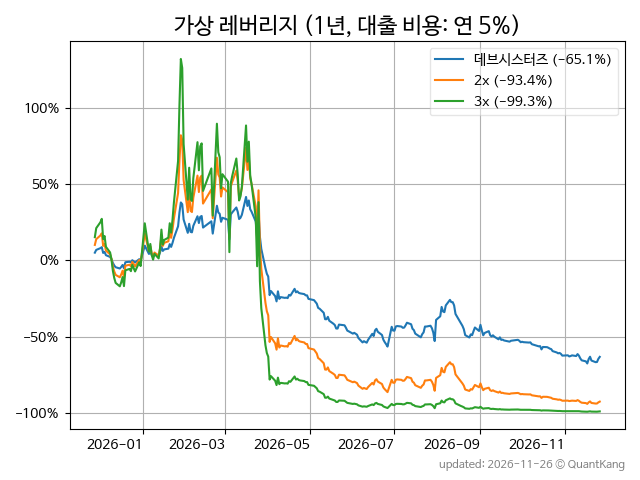 가상 레버리지 (1년, 대출 비용: 연 5%)
데브시스터즈 (-65.1%)
2x (-93.4%)
3x (-99.3%)
100%
50%
0%
-50%
-100%
2026-01 2026-03 2026-05 2026-07 2026-09 2026-11
updated: 2026-11-26 © QuantKang